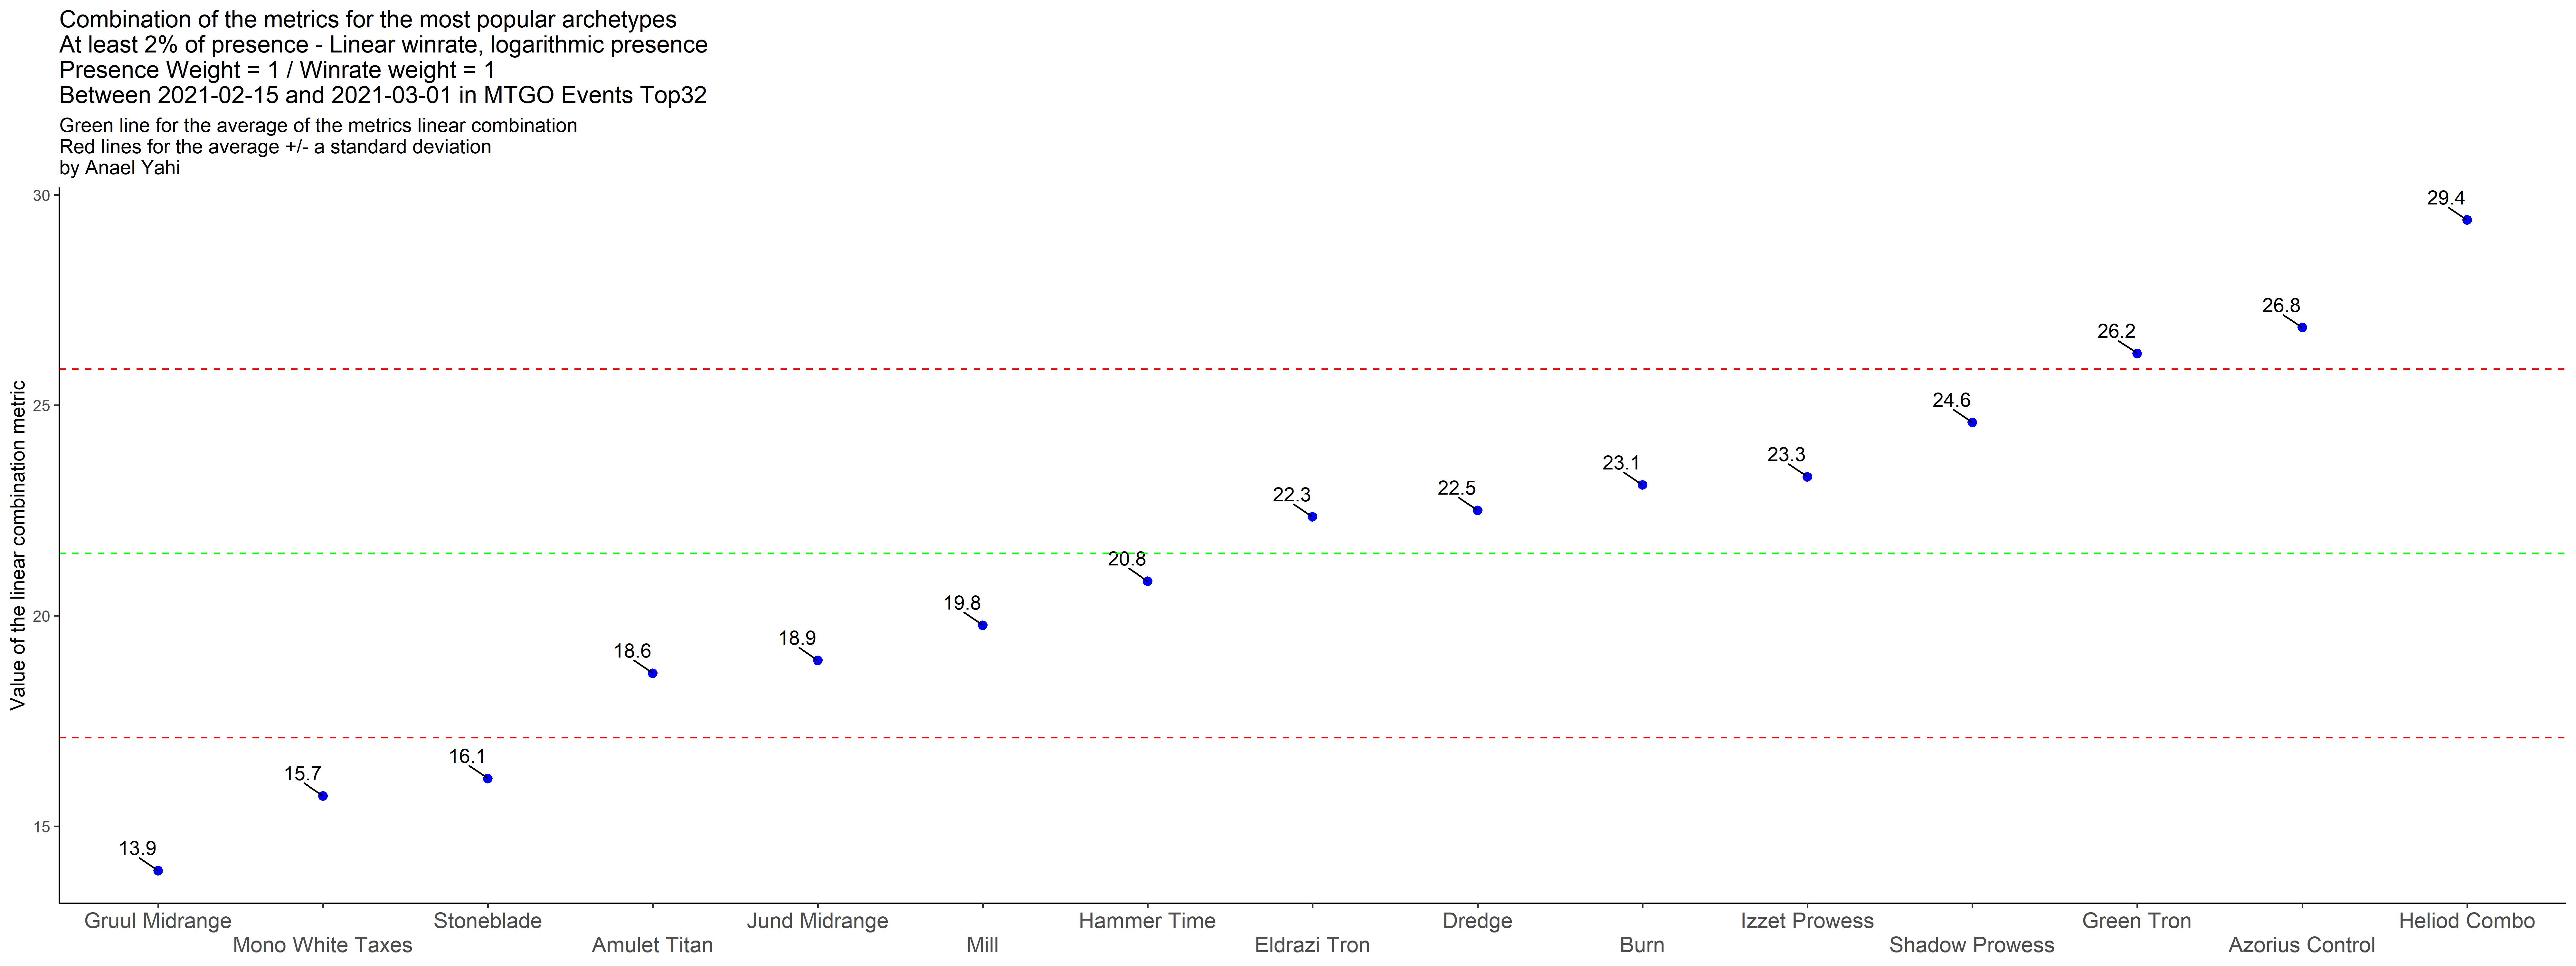 Combination of the metrics for the most popular archetypes
At least 2% of presence - Linear winrate, logarithmic presence
Presence Weight = 1 / Winrate weight = 1
Between 2021-02-15 and 2021-03-01 in MTGO Events Top32
Green line for the average of the metrics linear combination
Red lines for the average +/- a standard deviation
by Anael Yahi
Value of the linear combination metric
30
25
20
15
13.9
15.7
16.1
18.6
18.9
19.8
20.8
22.3
22.5
23.1
23.3
24.6
26.2
26.8
29.4
Gruul Midrange
Mono White Taxes
Stoneblade
Amulet Titan
Jund Midrange
Mill
Hammer Time
Eldrazi Tron
Dredge
Burn
Izzet Prowess
Shadow Prowess
Green Tron
Azorius Control
Heliod Combo